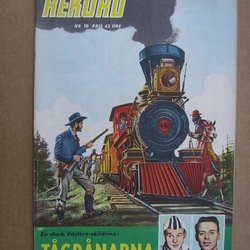 REKORD
NR. 16 PRIS 45 ÖRE
En stark Västern-skildring:
TÅGRÅNARNA